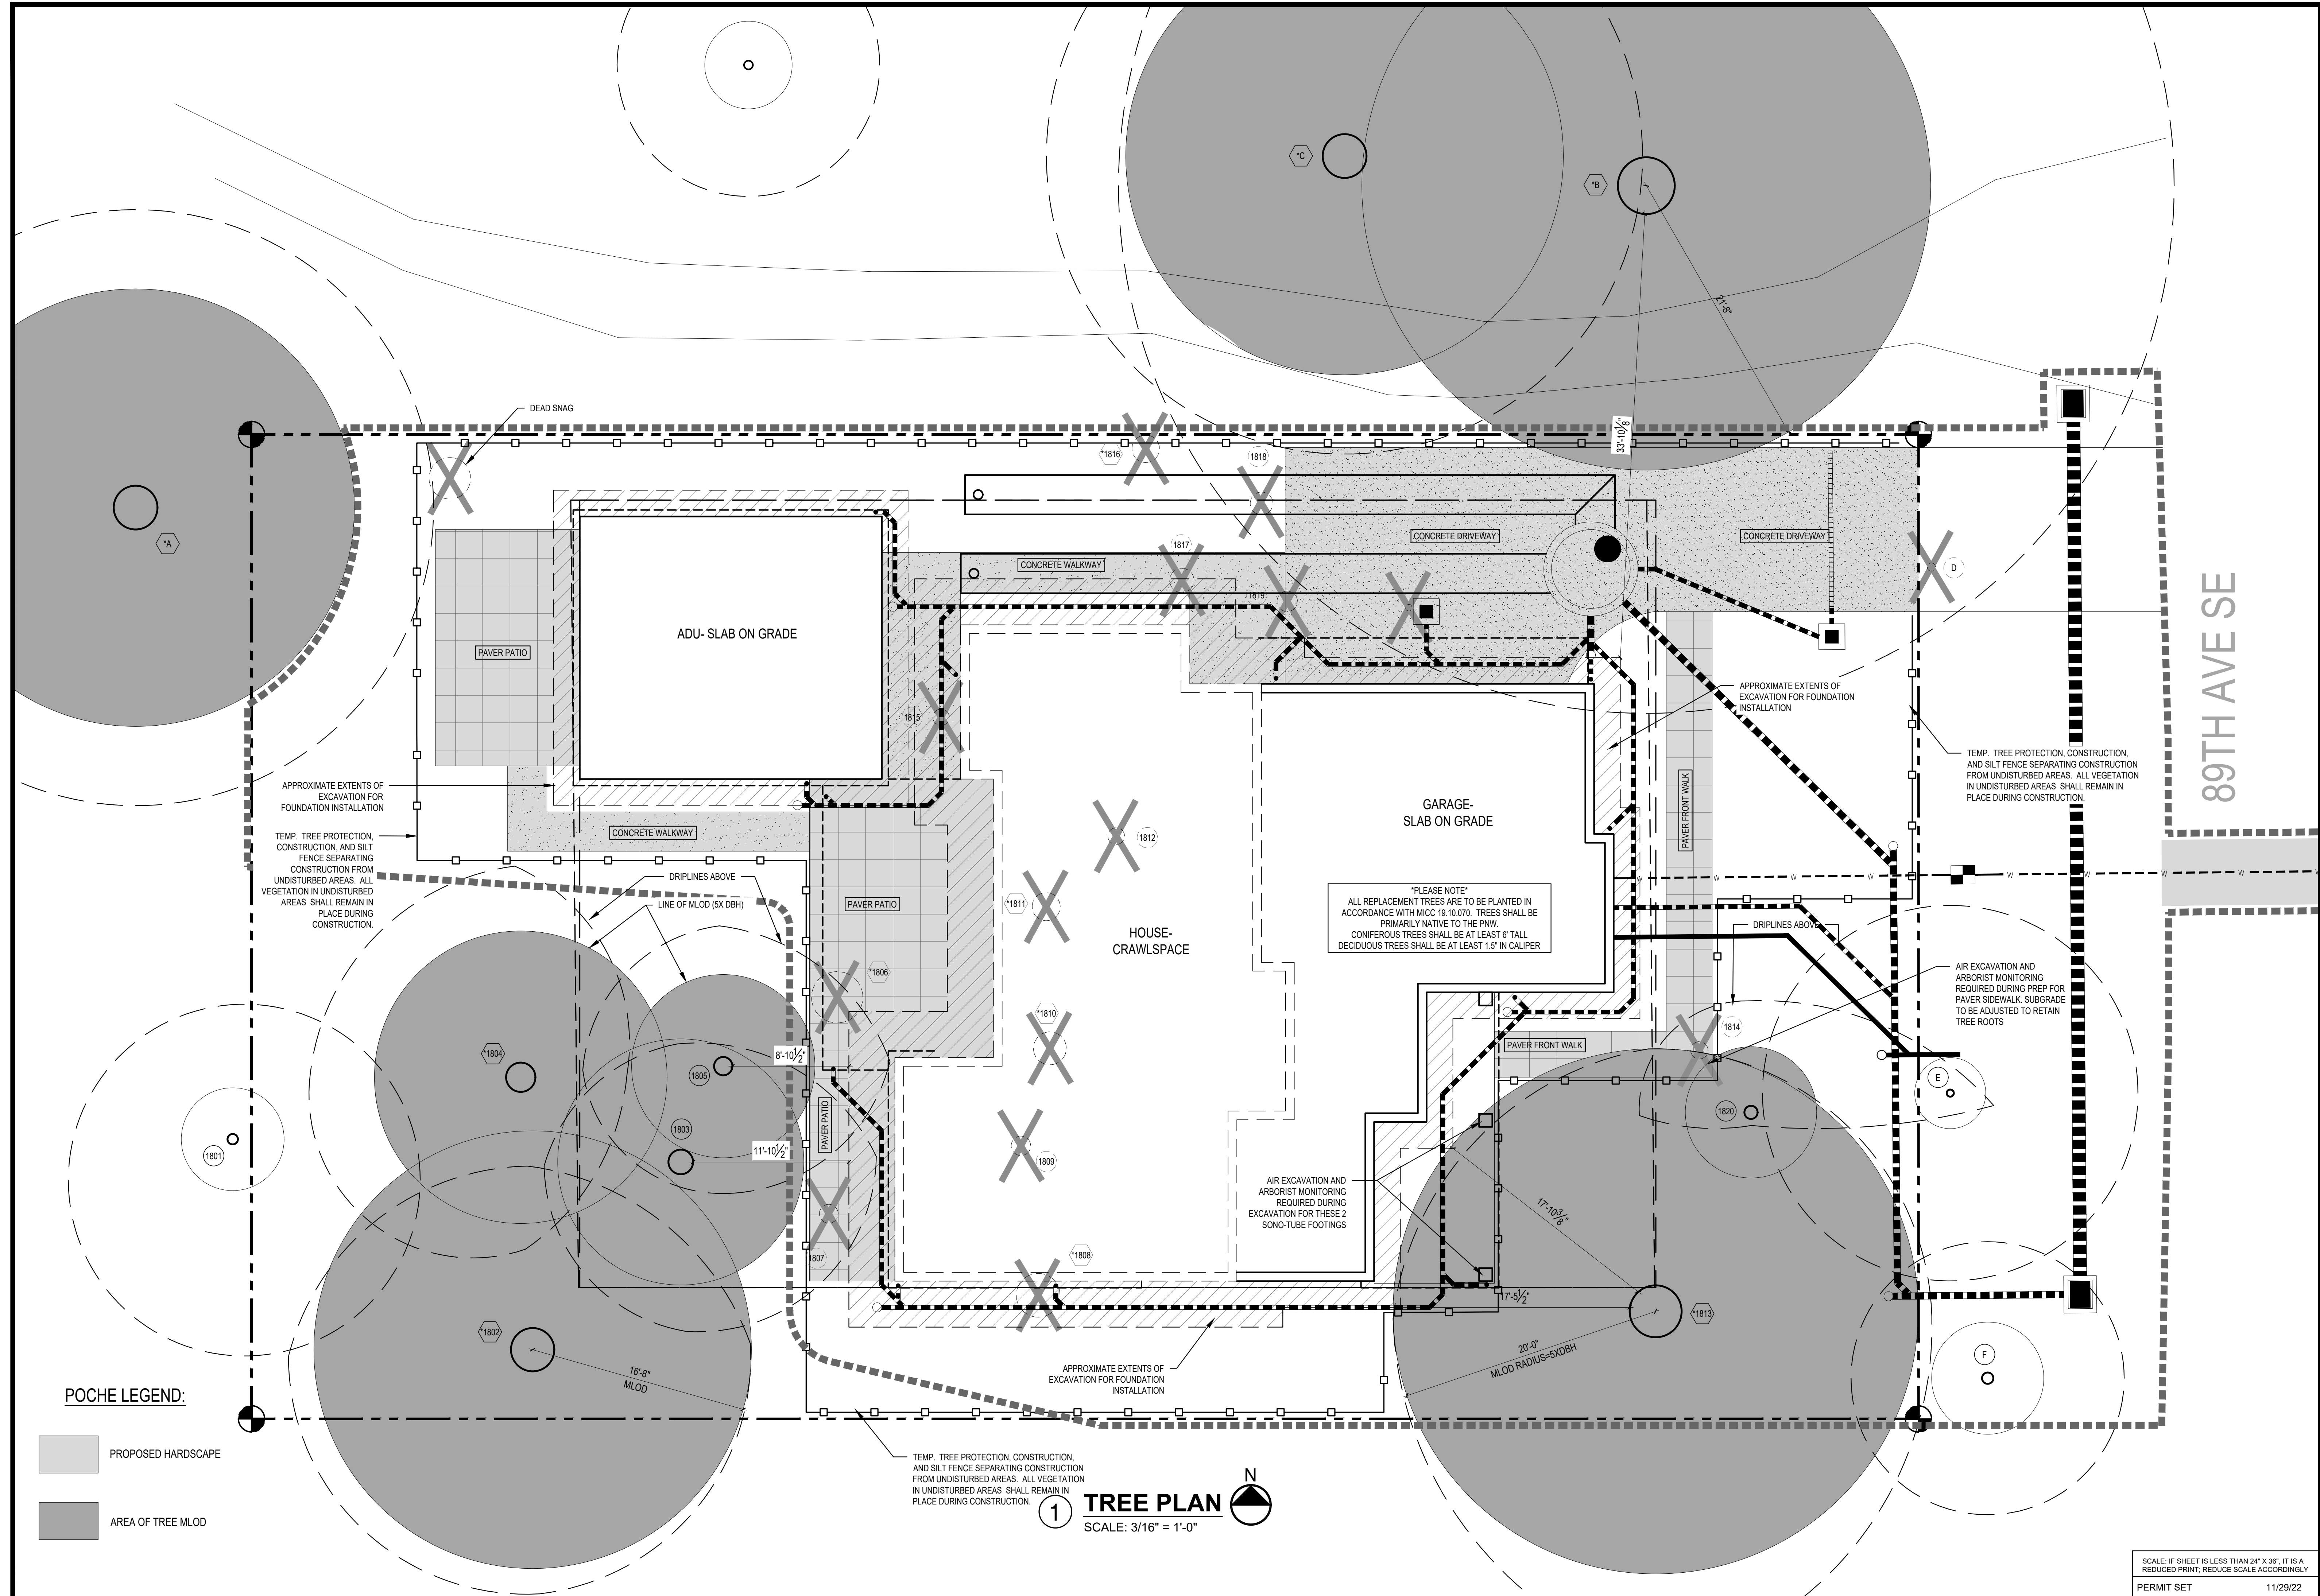 *C
*B
21'-8"
33'-10 1/8"
DEAD SNAG
*1816
1818
*A
CONCRETE DRIVEWAY
CONCRETE DRIVEWAY
1817
CONCRETE WALKWAY
D
1819
89TH AVE SE
ADU- SLAB ON GRADE
PAVER PATIO
1815
APPROXIMATE EXTENTS OF
EXCAVATION FOR FOUNDATION
INSTALLATION
TEMP. TREE PROTECTION, CONSTRUCTION,
AND SILT FENCE SEPARATING CONSTRUCTION
FROM UNDISTURBED AREAS. ALL VEGETATION
IN UNDISTURBED AREAS SHALL REMAIN IN
PLACE DURING CONSTRUCTION.
APPROXIMATE EXTENTS OF
EXCAVATION FOR
FOUNDATION INSTALLATION
PAVER FRONT WALK
GARAGE-
SLAB ON GRADE
TEMP. TREE PROTECTION,
CONSTRUCTION, AND SILT
FENCE SEPARATING
CONSTRUCTION FROM
UNDISTURBED AREAS. ALL
VEGETATION IN UNDISTURBED
AREAS SHALL REMAIN IN
PLACE DURING
CONSTRUCTION.
CONCRETE WALKWAY
1812
DRIPLINES ABOVE
LINE OF MLOD (5X DBH)
PAVER PATIO
*1811
W W W W W W W W
*PLEASE NOTE*
ALL REPLACEMENT TREES ARE TO BE PLANTED IN
ACCORDANCE WITH MICC 19.10.070. TREES SHALL BE
PRIMARILY NATIVE TO THE PNW.
CONIFEROUS TREES SHALL BE AT LEAST 6' TALL
DECIDUOUS TREES SHALL BE AT LEAST 1.5" IN CALIPER
HOUSE-
CRAWLSPACE
DRIPLINES ABOVE
*1806
AIR EXCAVATION AND
ARBORIST MONITORING
REQUIRED DURING PREP FOR
PAVER SIDEWALK. SUBGRADE
TO BE ADJUSTED TO RETAIN
TREE ROOTS
*1810
1814
*1804
8'-10 1/2"
PAVER FRONT WALK
1805
E
1820
1803
PAVER PATIO
1801
11'-10 1/2"
1809
AIR EXCAVATION AND
ARBORIST MONITORING
REQUIRED DURING
EXCAVATION FOR THESE 2
SONO-TUBE FOOTINGS
17'-10 3/8"
1807
*1808
17'-5 1/2"
*1813
*1802
20'-0"
MLOD RADIUS=5XDBH
F
16'-8"
MLOD
APPROXIMATE EXTENTS OF
EXCAVATION FOR FOUNDATION
INSTALLATION
POCHE LEGEND:
PROPOSED HARDSCAPE
AREA OF TREE MLOD
TEMP. TREE PROTECTION, CONSTRUCTION,
AND SILT FENCE SEPARATING CONSTRUCTION
FROM UNDISTURBED AREAS. ALL VEGETATION
IN UNDISTURBED AREAS SHALL REMAIN IN
PLACE DURING CONSTRUCTION.
1
TREE PLAN
N
SCALE: 3/16" = 1'-0"
SCALE: IF SHEET IS LESS THAN 24" X 36", IT IS A
REDUCED PRINT; REDUCE SCALE ACCORDINGLY
PERMIT SET 11/29/22